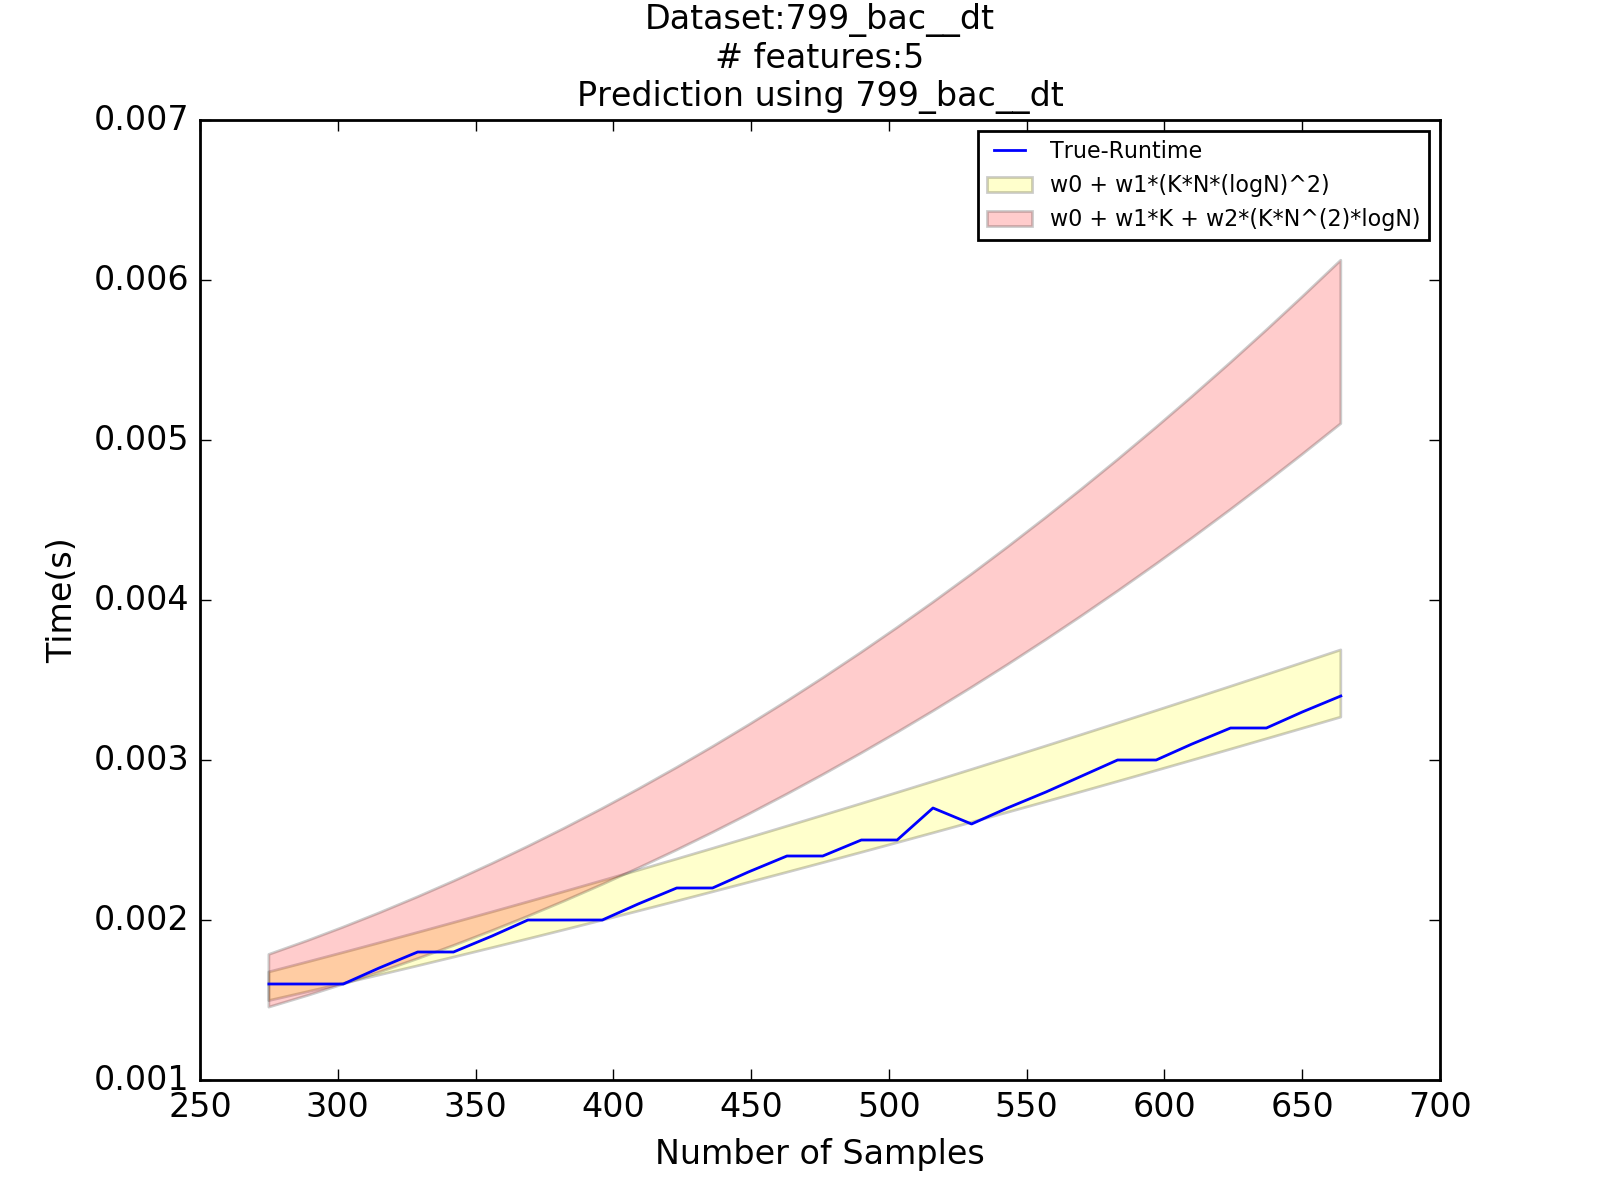 Dataset:799_bac__dt
# features:5
Prediction using 799_bac__dt
True-Runtime
w0 + w1*(K*N*(logN)^2)
w0 + w1*K + w2*(K*N^(2)*logN)
0.007
0.006
0.005
0.004
0.003
0.002
0.001
Time(s)
250 300 350 400 450 500 550 600 650 700
Number of Samples